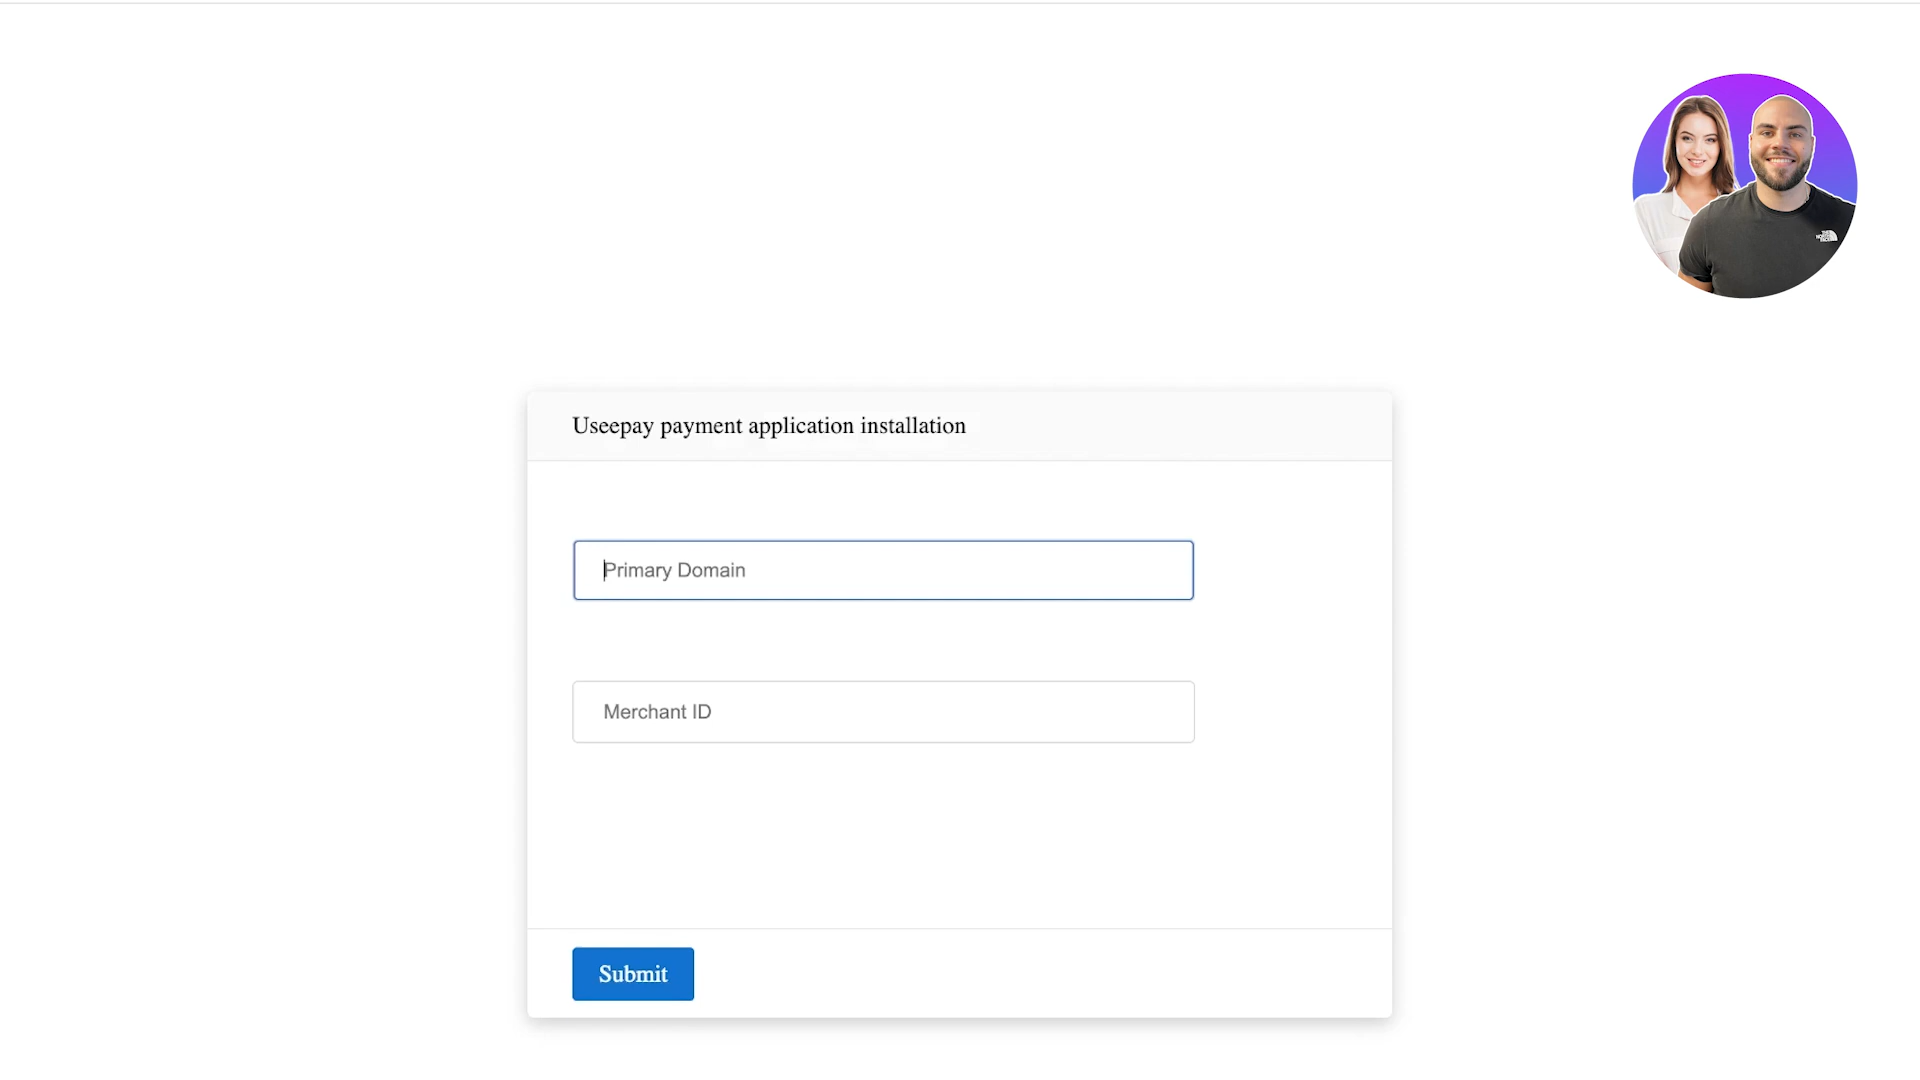 Useepay payment application installation
Primary Domain
Merchant ID
Submit